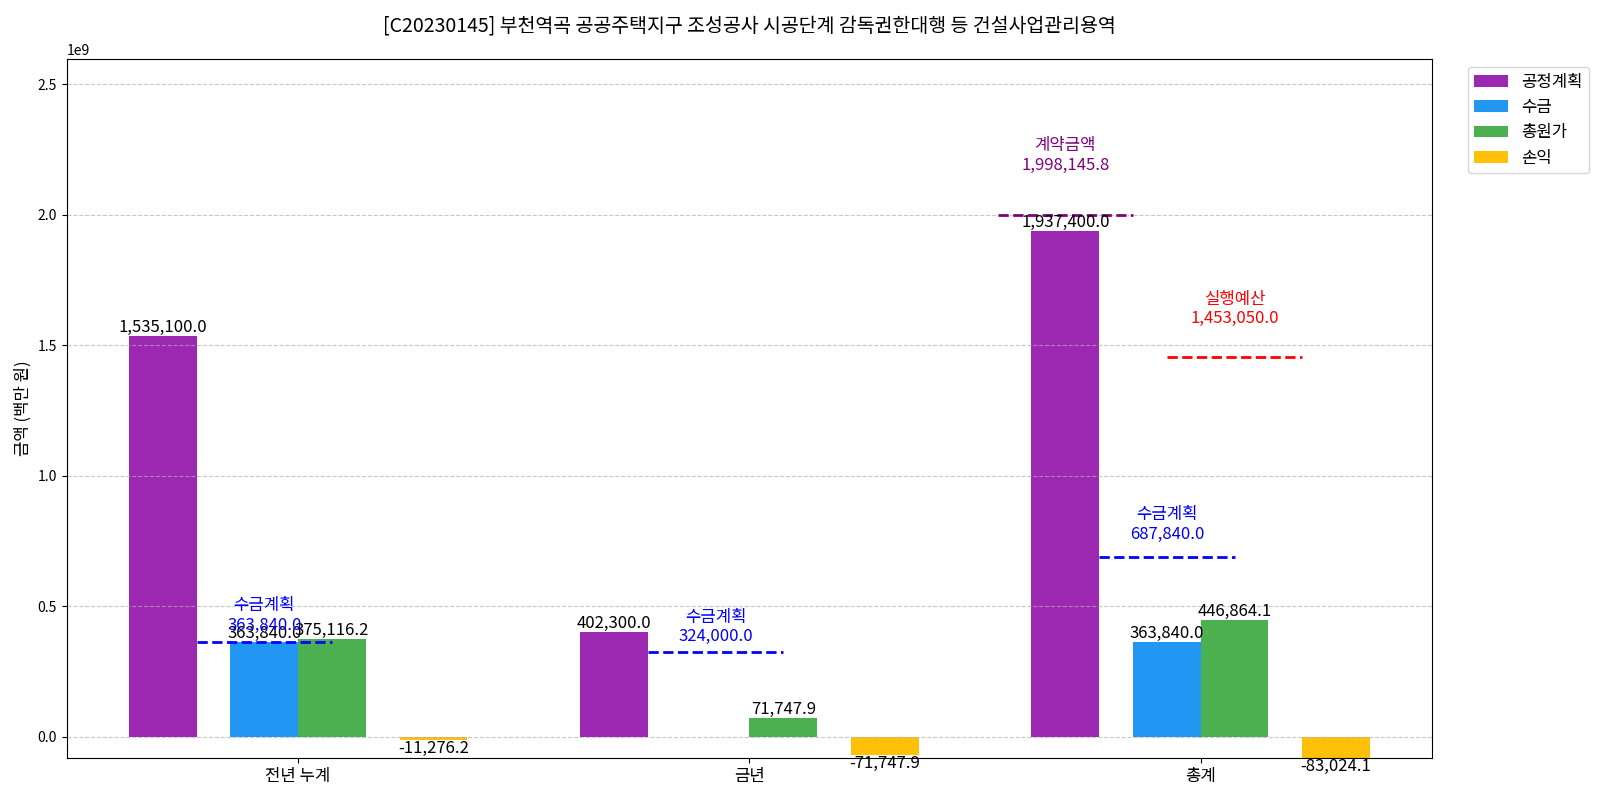 [C20230145] 부천역곡 공공주택지구 조성공사 시공단계 감독권한대행 등 건설사업관리용역
1e9
2.5
2.0
1.5
1.0
0.5
0.0
금액 (백만 원)
공정계획
수금
총원가
손익
계약금액
1,998,145.8
1,937,400.0
실행예산
1,453,050.0
1,535,100.0
수금계획
687,840.0
수금계획
363,840.0
363,840.0
375,116.2
402,300.0
수금계획
324,000.0
363,840.0
446,864.1
71,747.9
-11,276.2
-71,747.9
-83,024.1
전년 누계
금년
총계